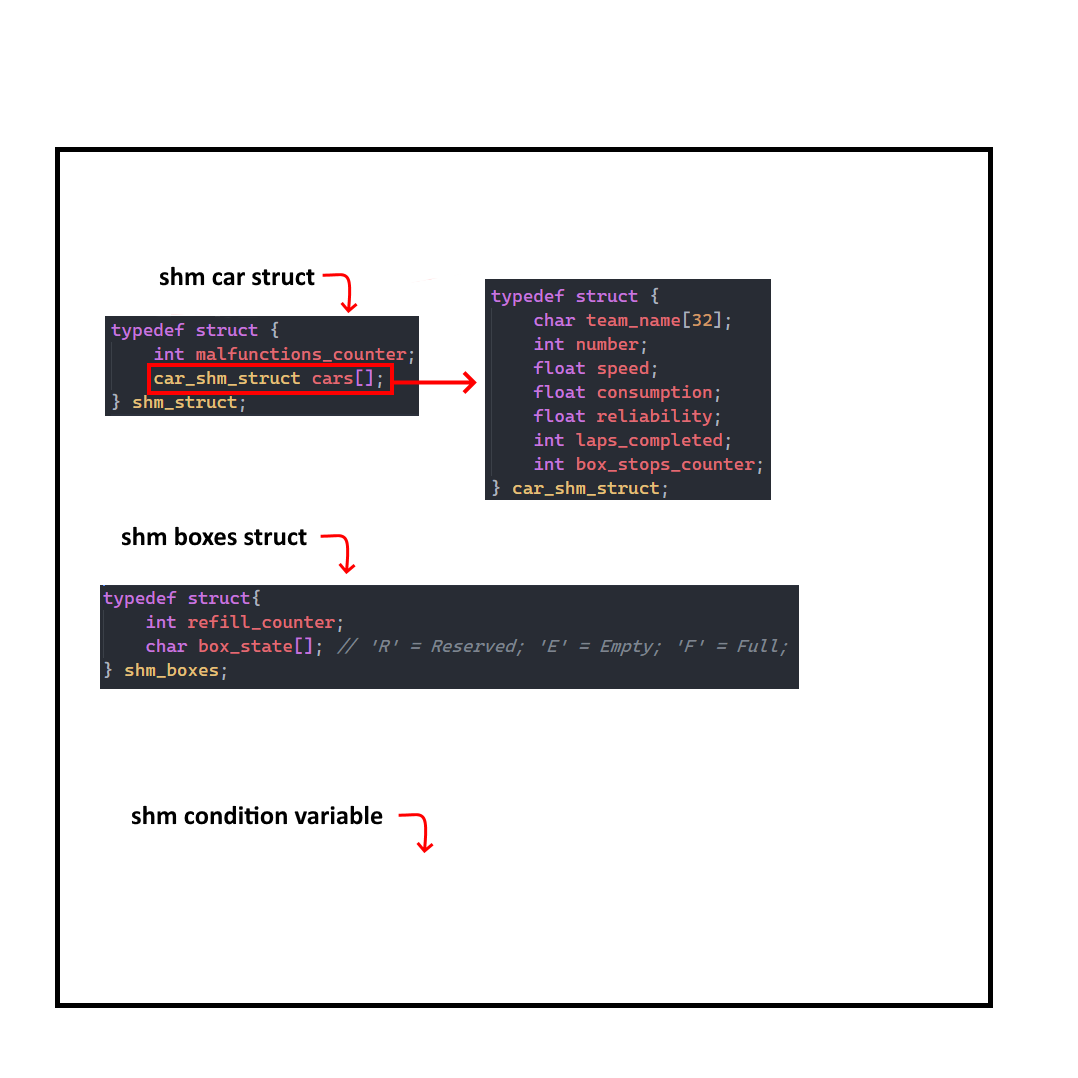 shm car struct
typedef struct {
int malfunctions_counter;
car_shm_struct cars[];
} shm_struct;
typedef struct {
char team_name[32];
int number;
float speed;
float consumption;
float reliability;
int laps_completed;
int box_stops_counter;
} car_shm_struct;
shm boxes struct
typedef struct{
int refill_counter;
char box_state[]; // 'R' = Reserved; 'E' = Empty; 'F' = Full;
} shm_boxes;
shm condition variable